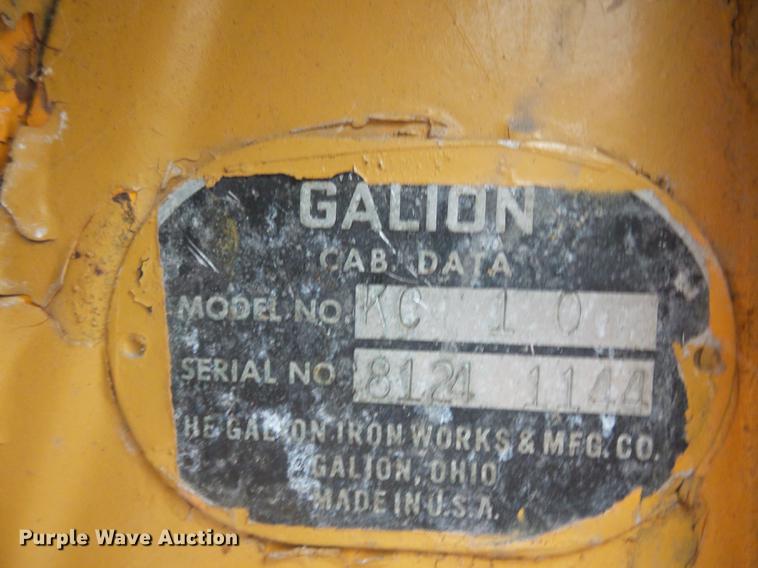 GALION
CAB DATA
MODEL NO. KC 10
SERIAL NO 8124 1144
HE GALION IRON WORKS & MFG. CO.
GALION, OHIO
MADE IN U.S.A.
Purple Wave Auction